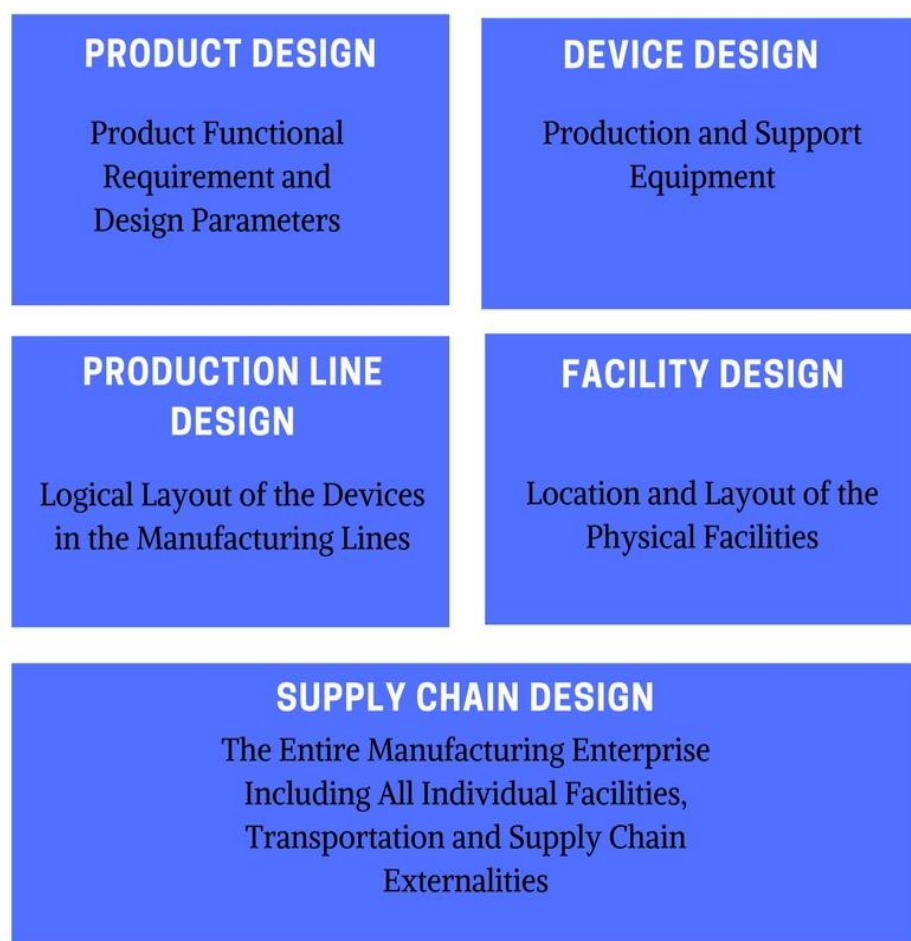 PRODUCT DESIGN
Product Functional
Requirement and
Design Parameters
DEVICE DESIGN
Production and Support
Equipment
PRODUCTION LINE
DESIGN
Logical Layout of the Devices
in the Manufacturing Lines
FACILITY DESIGN
Location and Layout of the
Physical Facilities
SUPPLY CHAIN DESIGN
The Entire Manufacturing Enterprise
Including All Individual Facilities,
Transportation and Supply Chain
Externalities